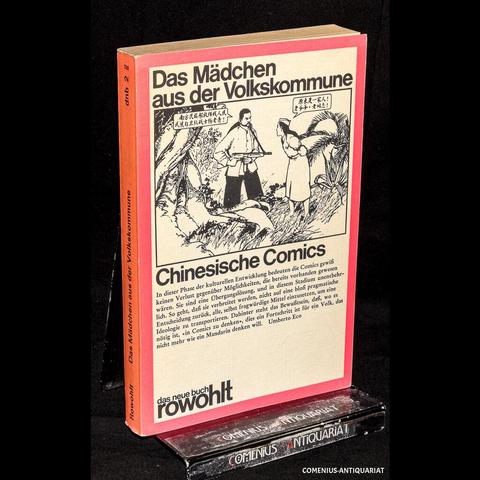 Das Mädchen
aus der Volkskommune
Chinesische Comics
In dieser Phase der kulturellen Entwicklung bedeuten die Comics gewiß
keinen Verlust gegenüber Möglichkeiten, die bereits vorhanden gewesen
wären. Sie sind eine Übergangslösung, und in diesem Stadium unentbehr-
lich. So geht, daß sie verbreitet werden, nicht auf eine bloß pragmatische
Entscheidung zurück, alle, selbst fragwürdige Mittel einzusetzen, um eine
Ideologie zu transportieren. Dahinter steht das Bewußtsein, daß, wo es
nötig ist, «in Comics zu denken», dies ein Fortschritt ist für ein Volk, das
nicht mehr wie ein Mandarin denken will. Umberto Eco
das neue buch
rowohlt
Rowohlt Das Mädchen aus der Volkskommune dnb 2
COMENIUS ANTIQUARIAT
COMENIUS-ANTIQUARIAT